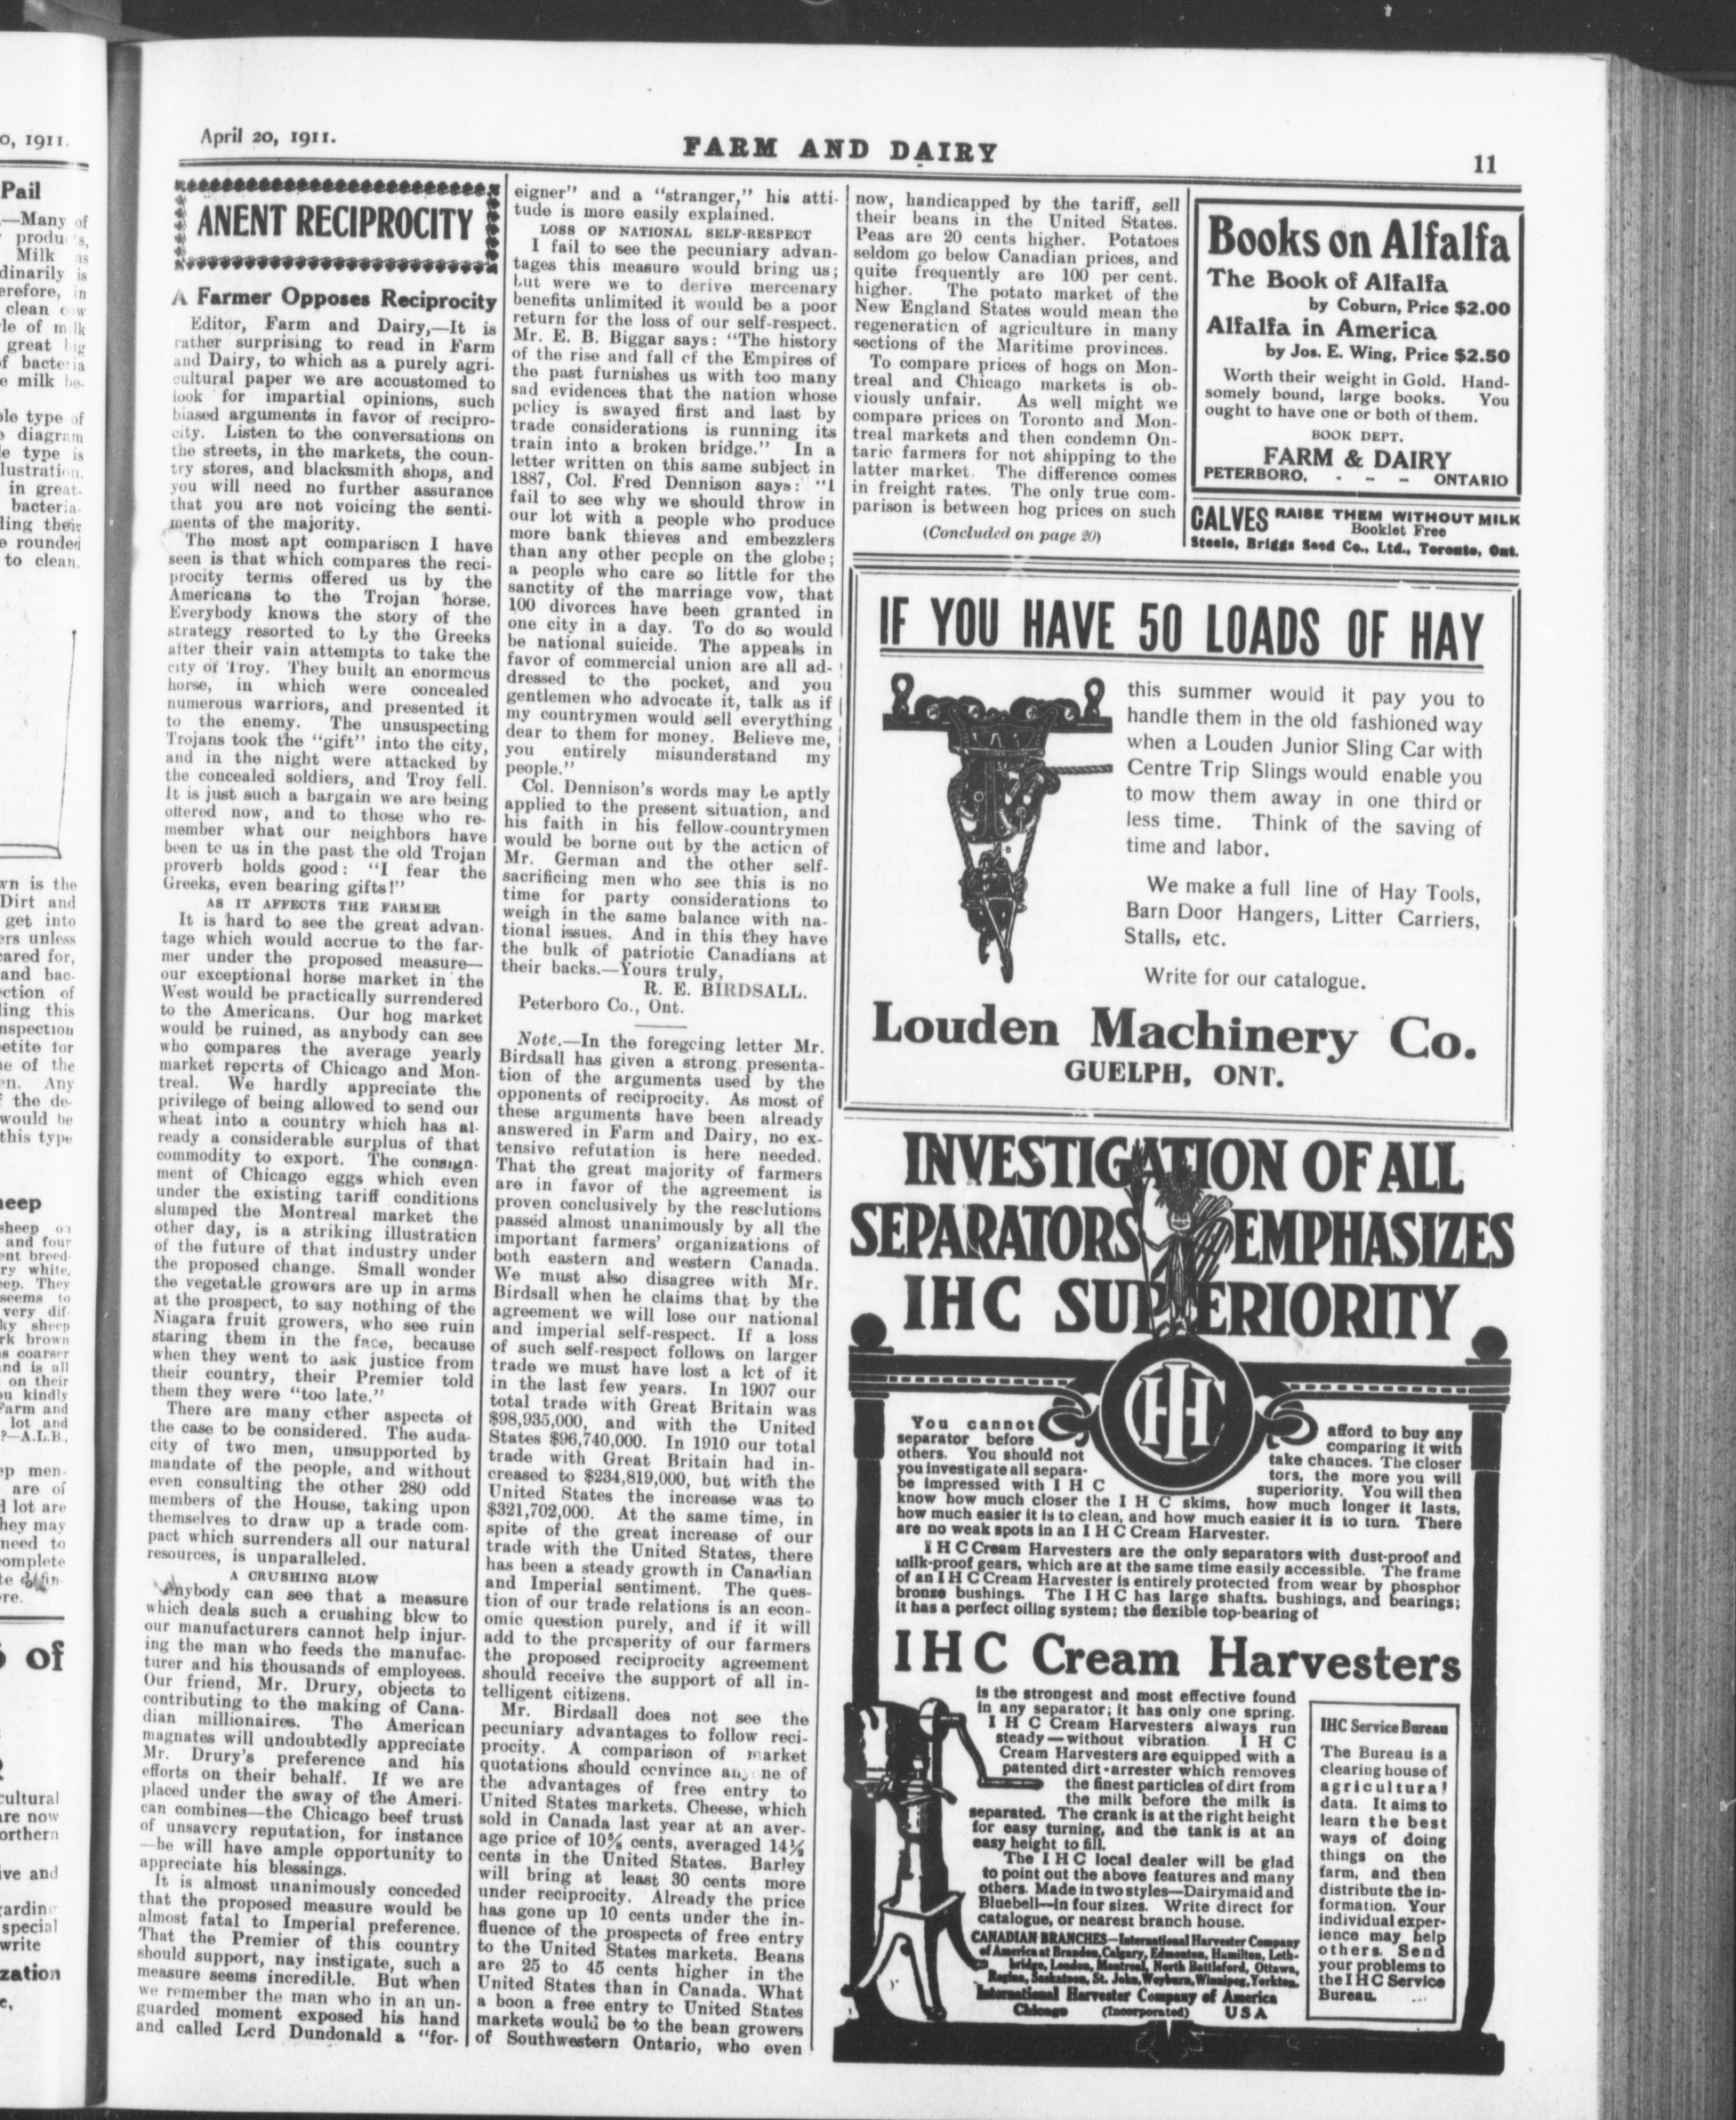 April 20, 1911.
FARM AND DAIRY
11
ANENT RECIPROCITY
A Farmer Opposes Reciprocity
Editor, Farm and Dairy,—It is
rather surprising to read in Farm
and Dairy, to which as a purely agri-
cultural paper we are accustomed to
look for impartial opinions, such
biased arguments in favor of recipro-
city. Listen to the conversations on
the streets, in the markets, the coun-
try stores, and blacksmith shops, and
you will need no further assurance
that you are not voicing the senti-
ments of the majority.
The most apt comparison I have
seen is that which compares the reci-
procity terms offered us by the
Americans to the Trojan horse.
Everybody knows the story of the
strategy resorted to by the Greeks
after their vain attempts to take the
city of Troy. They built an enormous
horse, in which were concealed
numerous warriors, and presented it
to the enemy. The unsuspecting
Trojans took the "gift" into the city,
and in the night were attacked by
the concealed soldiers, and Troy fell.
It is just such a bargain we are being
offered now, and to those who re-
member what our neighbors have
been to us in the past the old Trojan
proverb holds good: "I fear the
Greeks, even bearing gifts!"
AS IT AFFECTS THE FARMER
It is hard to see the great advan-
tage which would accrue to the far-
mer under the proposed measure—
our exceptional horse market in the
West would be practically surrendered
to the Americans. Our hog market
would be ruined, as anybody can see
who compares the average yearly
market reports of Chicago and Mon-
treal. We hardly appreciate the
privilege of being allowed to send our
wheat into a country which has al-
ready a considerable surplus of that
commodity to export. The consign-
ment of Chicago eggs which even
under the existing tariff conditions
slumped the Montreal market the
other day, is a striking illustration
of the future of that industry under
the proposed change. Small wonder
the vegetable growers are up in arms
at the prospect, to say nothing of the
Niagara fruit growers, who see ruin
staring them in the face, because
when they went to ask justice from
their country, their Premier told
them they were "too late."
There are many other aspects of
the case to be considered. The auda-
city of two men, unsupported by
mandate of the people, and without
even consulting the other 280 odd
members of the House, taking upon
themselves to draw up a trade com-
pact which surrenders all our natural
resources, is unparalleled.
A CRUSHING BLOW
Anybody can see that a measure
which deals such a crushing blow to
our manufacturers cannot help injur-
ing the man who feeds the manufac-
turer and his thousands of employees.
Our friend, Mr. Drury, objects to
contributing to the making of Cana-
dian millionaires. The American
magnates will undoubtedly appreciate
Mr. Drury's preference and his
efforts on their behalf. If we are
placed under the sway of the Ameri-
can combines—the Chicago beef trust
of unsavory reputation, for instance
—he will have ample opportunity to
appreciate his blessings.
It is almost unanimously conceded
that the proposed measure would be
almost fatal to Imperial preference.
That the Premier of this country
should support, nay instigate, such a
measure seems incredible. But when
we remember the man who in an un-
guarded moment exposed his hand
and called Lord Dundonald a "for-
eigner" and a "stranger," his atti-
tude is more easily explained.
LOSS OF NATIONAL SELF-RESPECT
I fail to see the pecuniary advan-
tages this measure would bring us;
but were we to derive mercenary
benefits unlimited it would be a poor
return for the loss of our self-respect.
Mr. E. B. Biggar says: "The history
of the rise and fall of the Empires of
the past furnishes us with too many
sad evidences that the nation whose
policy is swayed first and last by
trade considerations is running its
train into a broken bridge." In a
letter written on this same subject in
1887, Col. Fred Dennison says: "I
fail to see why we should throw in
our lot with a people who produce
more bank thieves and embezzlers
than any other people on the globe;
a people who care so little for the
sanctity of the marriage vow, that
100 divorces have been granted in
one city in a day. To do so would
be national suicide. The appeals in
favor of commercial union are all ad-
dressed to the pocket, and you
gentlemen who advocate it, talk as if
my countrymen would sell everything
dear to them for money. Believe me,
you entirely misunderstand my
people."
Col. Dennison's words may be aptly
applied to the present situation, and
his faith in his fellow-countrymen
would be borne out by the action of
Mr. German and the other self-
sacrificing men who see this is no
time for party considerations to
weigh in the same balance with na-
tional issues. And in this they have
the bulk of patriotic Canadians at
their backs.—Yours truly,
R. E. BIRDSALL.
Peterboro Co., Ont.
Note.—In the foregoing letter Mr.
Birdsall has given a strong presenta-
tion of the arguments used by the
opponents of reciprocity. As most of
these arguments have been already
answered in Farm and Dairy, no ex-
tensive refutation is here needed.
That the great majority of farmers
are in favor of the agreement is
proven conclusively by the resolutions
passed almost unanimously by all the
important farmers' organizations of
both eastern and western Canada.
We must also disagree with Mr.
Birdsall when he claims that by the
agreement we will lose our national
and imperial self-respect. If a loss
of such self-respect follows on larger
trade we must have lost a lot of it
in the last few years. In 1907 our
total trade with Great Britain was
$98,935,000, and with the United
States $96,740,000. In 1910 our total
trade with Great Britain had in-
creased to $234,819,000, but with the
United States the increase was to
$321,702,000. At the same time, in
spite of the great increase of our
trade with the United States, there
has been a steady growth in Canadian
and Imperial sentiment. The ques-
tion of our trade relations is an econ-
omic question purely, and if it will
add to the prosperity of our farmers
the proposed reciprocity agreement
should receive the support of all in-
telligent citizens.
Mr. Birdsall does not see the
pecuniary advantages to follow reci-
procity. A comparison of market
quotations should convince any one of
the advantages of free entry to
United States markets. Cheese, which
sold in Canada last year at an aver-
age price of 10⅝ cents, averaged 14½
cents in the United States. Barley
will bring at least 30 cents more
under reciprocity. Already the price
has gone up 10 cents under the in-
fluence of the prospects of free entry
to the United States markets. Beans
are 25 to 45 cents higher in the
United States than in Canada. What
a boon a free entry to United States
markets would be to the bean growers
of Southwestern Ontario, who even
now, handicapped by the tariff, sell
their beans in the United States.
Peas are 20 cents higher. Potatoes
seldom go below Canadian prices, and
quite frequently are 100 per cent.
higher. The potato market of the
New England States would mean the
regeneration of agriculture in many
sections of the Maritime provinces.
To compare prices of hogs on Mon-
treal and Chicago markets is ob-
viously unfair. As well might we
compare prices on Toronto and Mon-
treal markets and then condemn On-
tario farmers for not shipping to the
latter market. The difference comes
in freight rates. The only true com-
parison is between hog prices on such
(Concluded on page 20)
Books on Alfalfa
The Book of Alfalfa
by Coburn, Price $2.00
Alfalfa in America
by Jos. E. Wing, Price $2.50
Worth their weight in Gold. Hand-
somely bound, large books. You
ought to have one or both of them.
BOOK DEPT.
FARM & DAIRY
PETERBORO, - - - ONTARIO
CALVES RAISE THEM WITHOUT MILK
Booklet Free
Steele, Briggs Seed Co., Ltd., Toronto, Ont.
IF YOU HAVE 50 LOADS OF HAY
this summer would it pay you to
handle them in the old fashioned way
when a Louden Junior Sling Car with
Centre Trip Slings would enable you
to mow them away in one third or
less time. Think of the saving of
time and labor.
We make a full line of Hay Tools,
Barn Door Hangers, Litter Carriers,
Stalls, etc.
Write for our catalogue.
Louden Machinery Co.
GUELPH, ONT.
INVESTIGATION OF ALL
SEPARATORS EMPHASIZES
IHC SUPERIORITY
IHC
You cannot afford to buy any
separator before comparing it with
others. You should not take chances. The closer
you investigate all separa- tors, the more you will
be impressed with I H C superiority. You will then
know how much closer the I H C skims, how much longer it lasts,
how much easier it is to clean, and how much easier it is to turn. There
are no weak spots in an I H C Cream Harvester.
I H C Cream Harvesters are the only separators with dust-proof and
milk-proof gears, which are at the same time easily accessible. The frame
of an I H C Cream Harvester is entirely protected from wear by phosphor
bronze bushings. The I H C has large shafts, bushings, and bearings;
it has a perfect oiling system; the flexible top-bearing of
IHC Cream Harvesters
is the strongest and most effective found
in any separator; it has only one spring.
I H C Cream Harvesters always run
steady—without vibration. I H C
Cream Harvesters are equipped with a
patented dirt-arrester which removes
the finest particles of dirt from
the milk before the milk is
separated. The crank is at the right height
for easy turning, and the tank is at an
easy height to fill.
The I H C local dealer will be glad
to point out the above features and many
others. Made in two styles—Dairymaid and
Bluebell—in four sizes. Write direct for
catalogue, or nearest branch house.
CANADIAN BRANCHES—International Harvester Company
of America at Brandon, Calgary, Edmonton, Hamilton, Leth-
bridge, London, Montreal, North Battleford, Ottawa,
Regina, Saskatoon, St. John, Weyburn, Winnipeg, Yorkton.
International Harvester Company of America
Chicago (Incorporated) USA
IHC Service Bureau
The Bureau is a
clearing house of
agricultural
data. It aims to
learn the best
ways of doing
things on the
farm, and then
distribute the in-
formation. Your
individual exper-
ience may help
others. Send
your problems to
the IHC Service
Bureau.